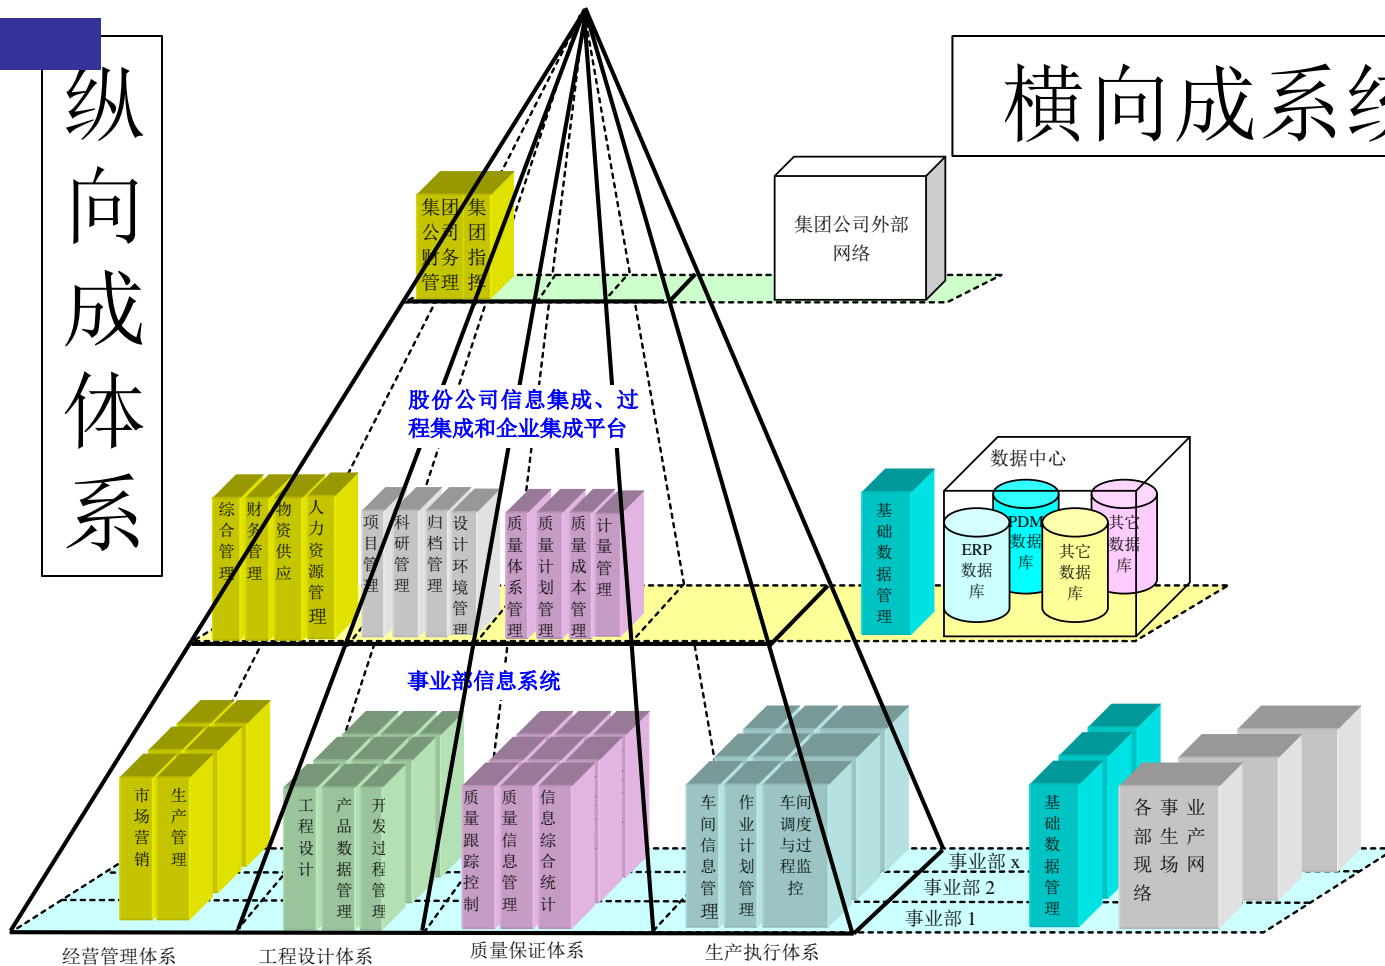 纵向成体系
横向成系统
集团公司财务管理
集团指挥
集团公司外部
网络
股份公司信息集成、过
程集成和企业集成平台
综合管理
财务管理
物资供应
人力资源管理
项目管理
科研管理
归档管理
设计环境管理
质量体系管理
质量计划管理
质量成本管理
计量管理
基础数据管理
数据中心
ERP
数据
库
PDM
数据
库
其它
数据
库
其它
数据
库
事业部信息系统
市场营销
生产管理
工程设计
产品数据管理
开发过程管理
质量跟踪控制
质量信息管理
信息综合统计
车间信息管理
作业计划管理
车间
调度
与过
程监
控
事业部 x
事业部 2
事业部 1
基础数据管理
各事业
部生产
现场网
络
经营管理体系
工程设计体系
质量保证体系
生产执行体系